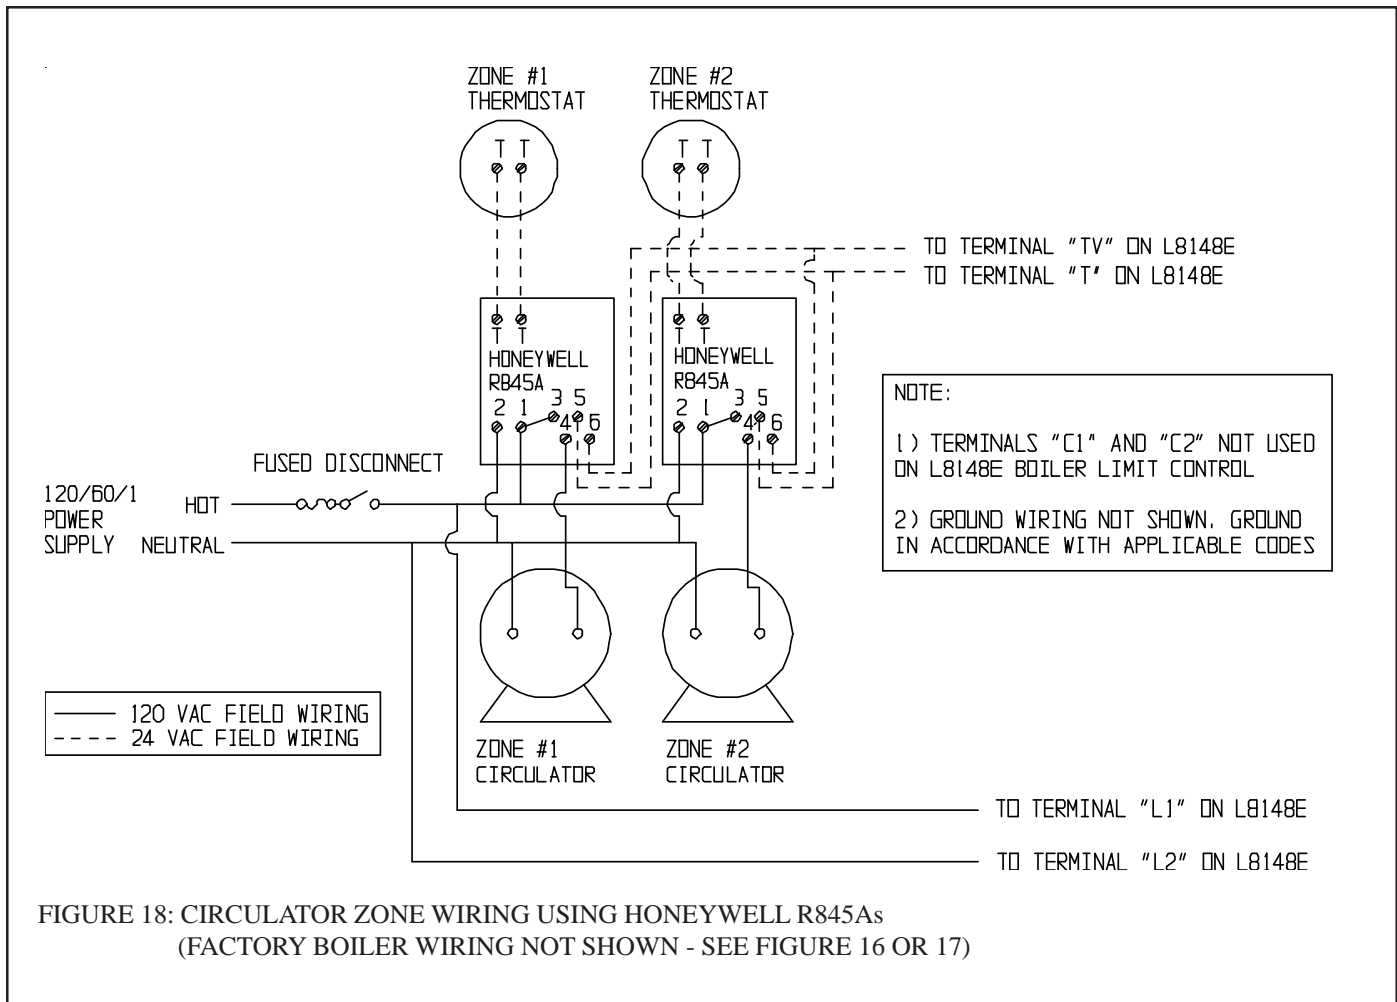 ZONE #1
THERMOSTAT
ZONE #2
THERMOSTAT
T T
T T
TO TERMINAL "TV" ON L8148E
TO TERMINAL "T' ON L8148E
T T
HONEYWELL
RB45A
2 1 3 5
4 6
T T
HONEYWELL
R845A
2 1 3 5
4 6
NOTE:
1) TERMINALS "C1" AND "C2" NOT USED
ON L8148E BOILER LIMIT CONTROL
2) GROUND WIRING NOT SHOWN. GROUND
IN ACCORDANCE WITH APPLICABLE CODES
FUSED DISCONNECT
120/60/1
POWER
SUPPLY
HOT
NEUTRAL
120 VAC FIELD WIRING
24 VAC FIELD WIRING
ZONE #1
CIRCULATOR
ZONE #2
CIRCULATOR
TO TERMINAL "L1" ON L8148E
TO TERMINAL "L2" ON L8148E
FIGURE 18: CIRCULATOR ZONE WIRING USING HONEYWELL R845As
(FACTORY BOILER WIRING NOT SHOWN - SEE FIGURE 16 OR 17)